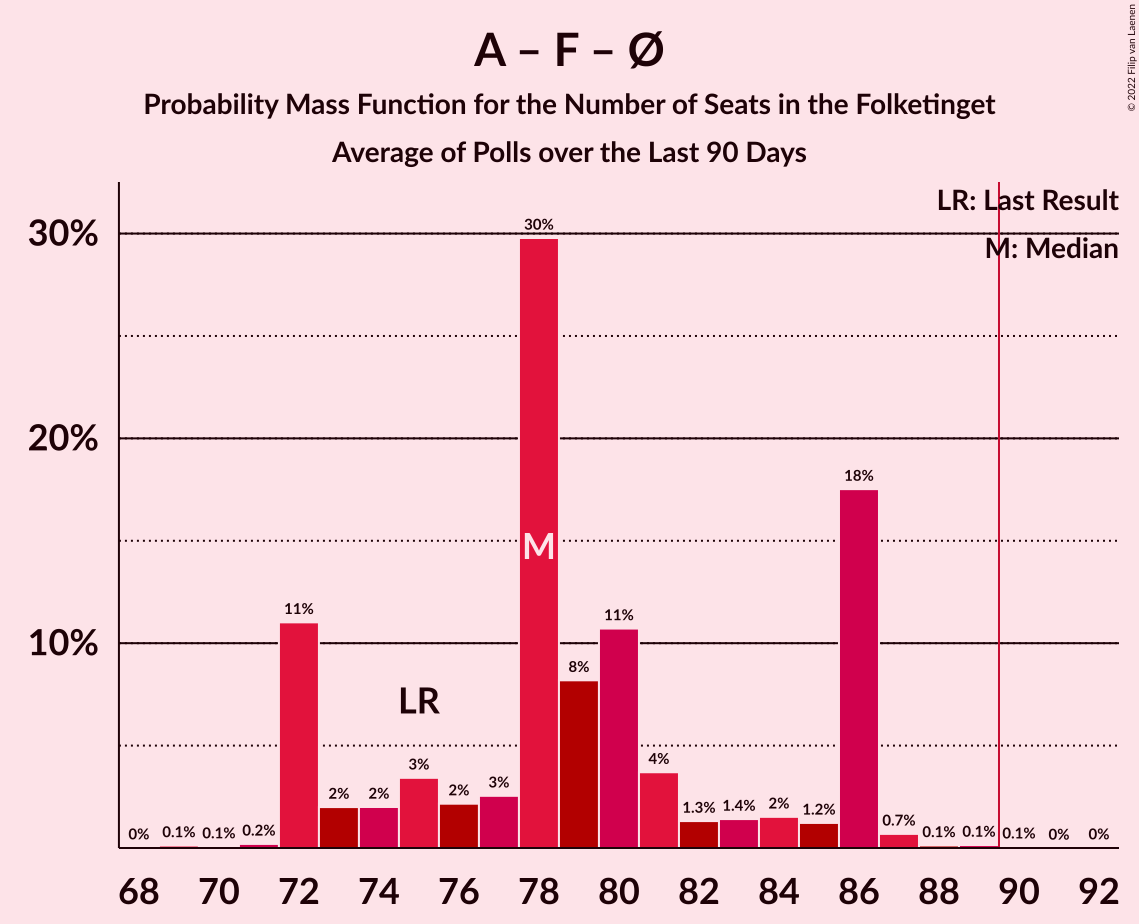 A – F – Ø
Probability Mass Function for the Number of Seats in the Folketinget
Average of Polls over the Last 90 Days
© 2022 Filip van Laenen
LR: Last Result
M: Median
30%
20%
10%
0% 0.1% 0.1% 0.2% 11% 2% 2% 3% 2% 3% 30% 8% 11% 4% 1.3% 1.4% 2% 1.2% 18% 0.7% 0.1% 0.1% 0.1% 0% 0%
LR
M
68 70 72 74 76 78 80 82 84 86 88 90 92